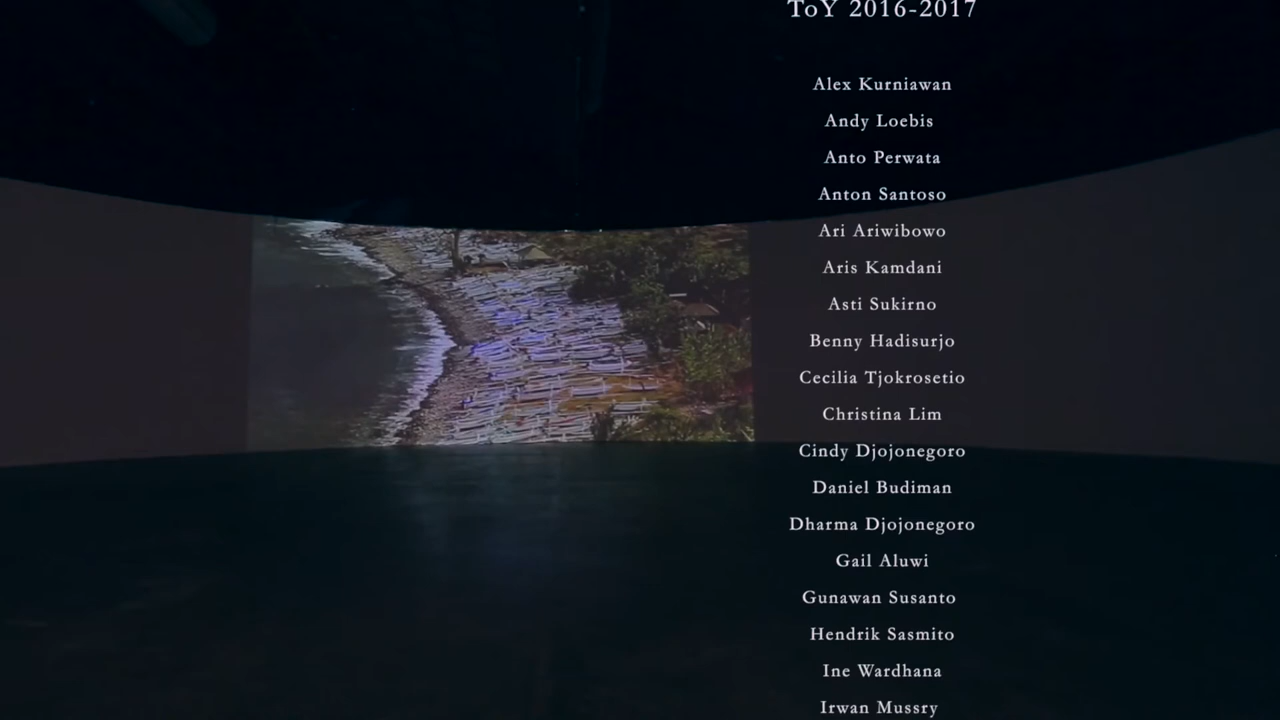 ToY 2016-2017
Alex Kurniawan
Andy Loebis
Anto Perwata
Anton Santoso
Ari Ariwibowo
Aris Kamdani
Asti Sukirno
Benny Hadisurjo
Cecilia Tjokrosetio
Christina Lim
Cindy Djojonegoro
Daniel Budiman
Dharma Djojonegoro
Gail Aluwi
Gunawan Susanto
Hendrik Sasmito
Ine Wardhana
Irwan Mussry